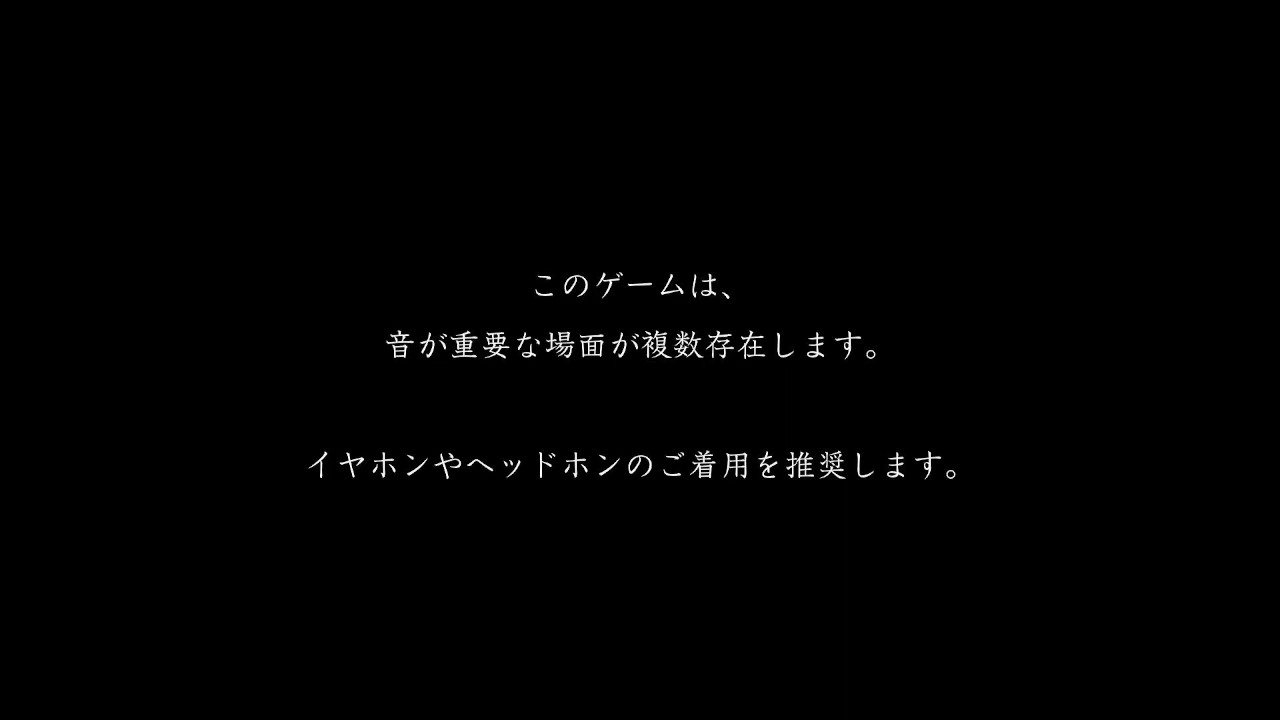 このゲームは、
音が重要な場面が複数存在します。
イヤホンやヘッドホンのご着用を推奨します。